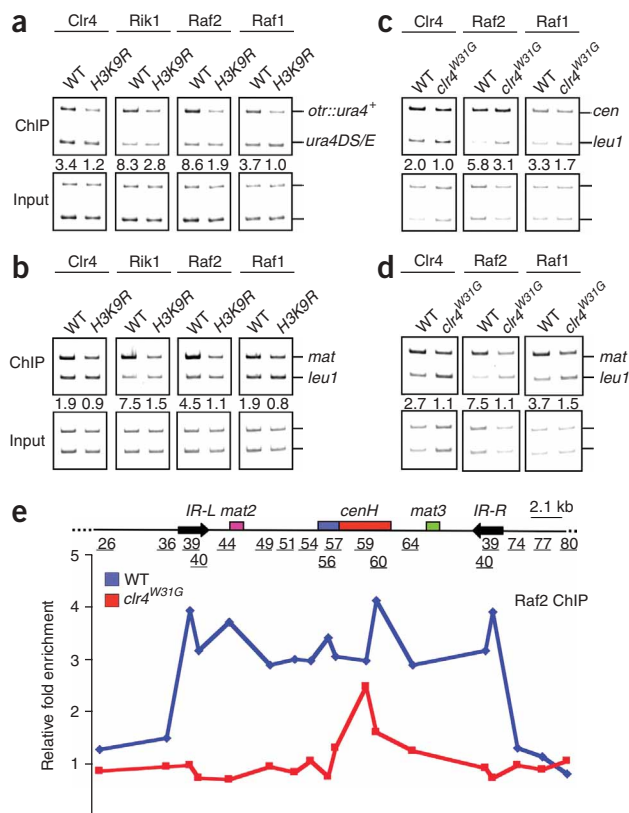 a
Clr4 Rik1 Raf2 Raf1
WT H3K9R WT H3K9R WT H3K9R WT H3K9R
ChIP
otr::ura4+
ura4DS/E
3.4 1.2 8.3 2.8 8.6 1.9 3.7 1.0
Input
c
Clr4 Raf2 Raf1
WT clr4W31G WT clr4W31G WT clr4W31G
cen
leu1
2.0 1.0 5.8 3.1 3.3 1.7
b
Clr4 Rik1 Raf2 Raf1
WT H3K9R WT H3K9R WT H3K9R WT H3K9R
ChIP
mat
leu1
1.9 0.9 7.5 1.5 4.5 1.1 1.9 0.8
Input
d
Clr4 Raf2 Raf1
WT clr4W31G WT clr4W31G WT clr4W31G
mat
leu1
2.7 1.1 7.5 1.1 3.7 1.5
e
IR-L mat2 cenH mat3 IR-R 2.1 kb
26 36 39 44 49 51 54 57 59 64 39 74 77 80
40 56 60 40
WT
clr4W31G
Raf2 ChIP
Relative fold enrichment
5
4
3
2
1